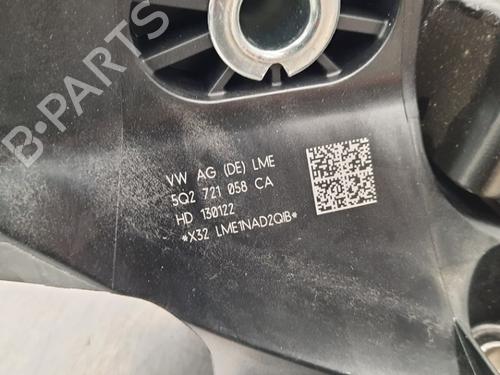 B-PARTS
VW AG (DE) LME
5Q2 721 058 CA
HD 130122
*X32 LME1NAD2QIB*